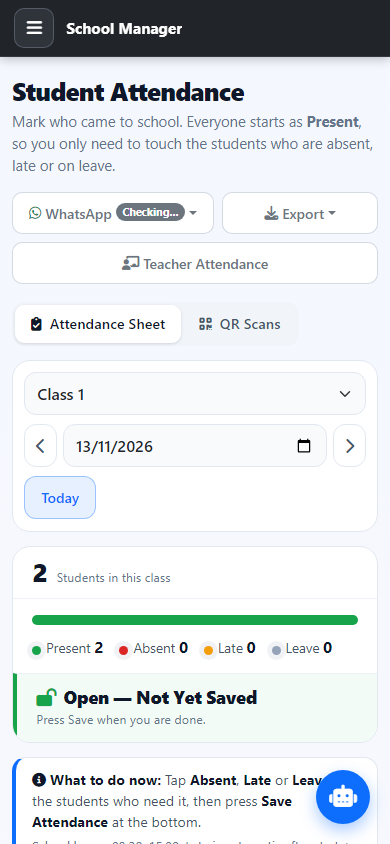 School Manager
Student Attendance
Mark who came to school. Everyone starts as Present,
so you only need to touch the students who are absent,
late or on leave.
WhatsApp Checking...
Export
Teacher Attendance
Attendance Sheet
QR Scans
Class 1
13/11/2026
Today
2 Students in this class
Present 2 Absent 0 Late 0 Leave 0
Open — Not Yet Saved
Press Save when you are done.
What to do now: Tap Absent, Late or
the students who need it, then press Save
Attendance at the bottom.